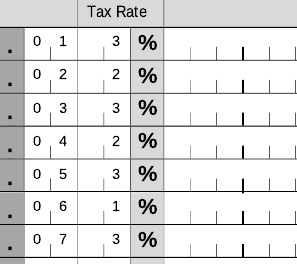 Tax Rate
. 0 1 3 %
. 0 2 2 %
. 0 3 3 %
. 0 4 2 %
. 0 5 3 %
. 0 6 1 %
. 0 7 3 %